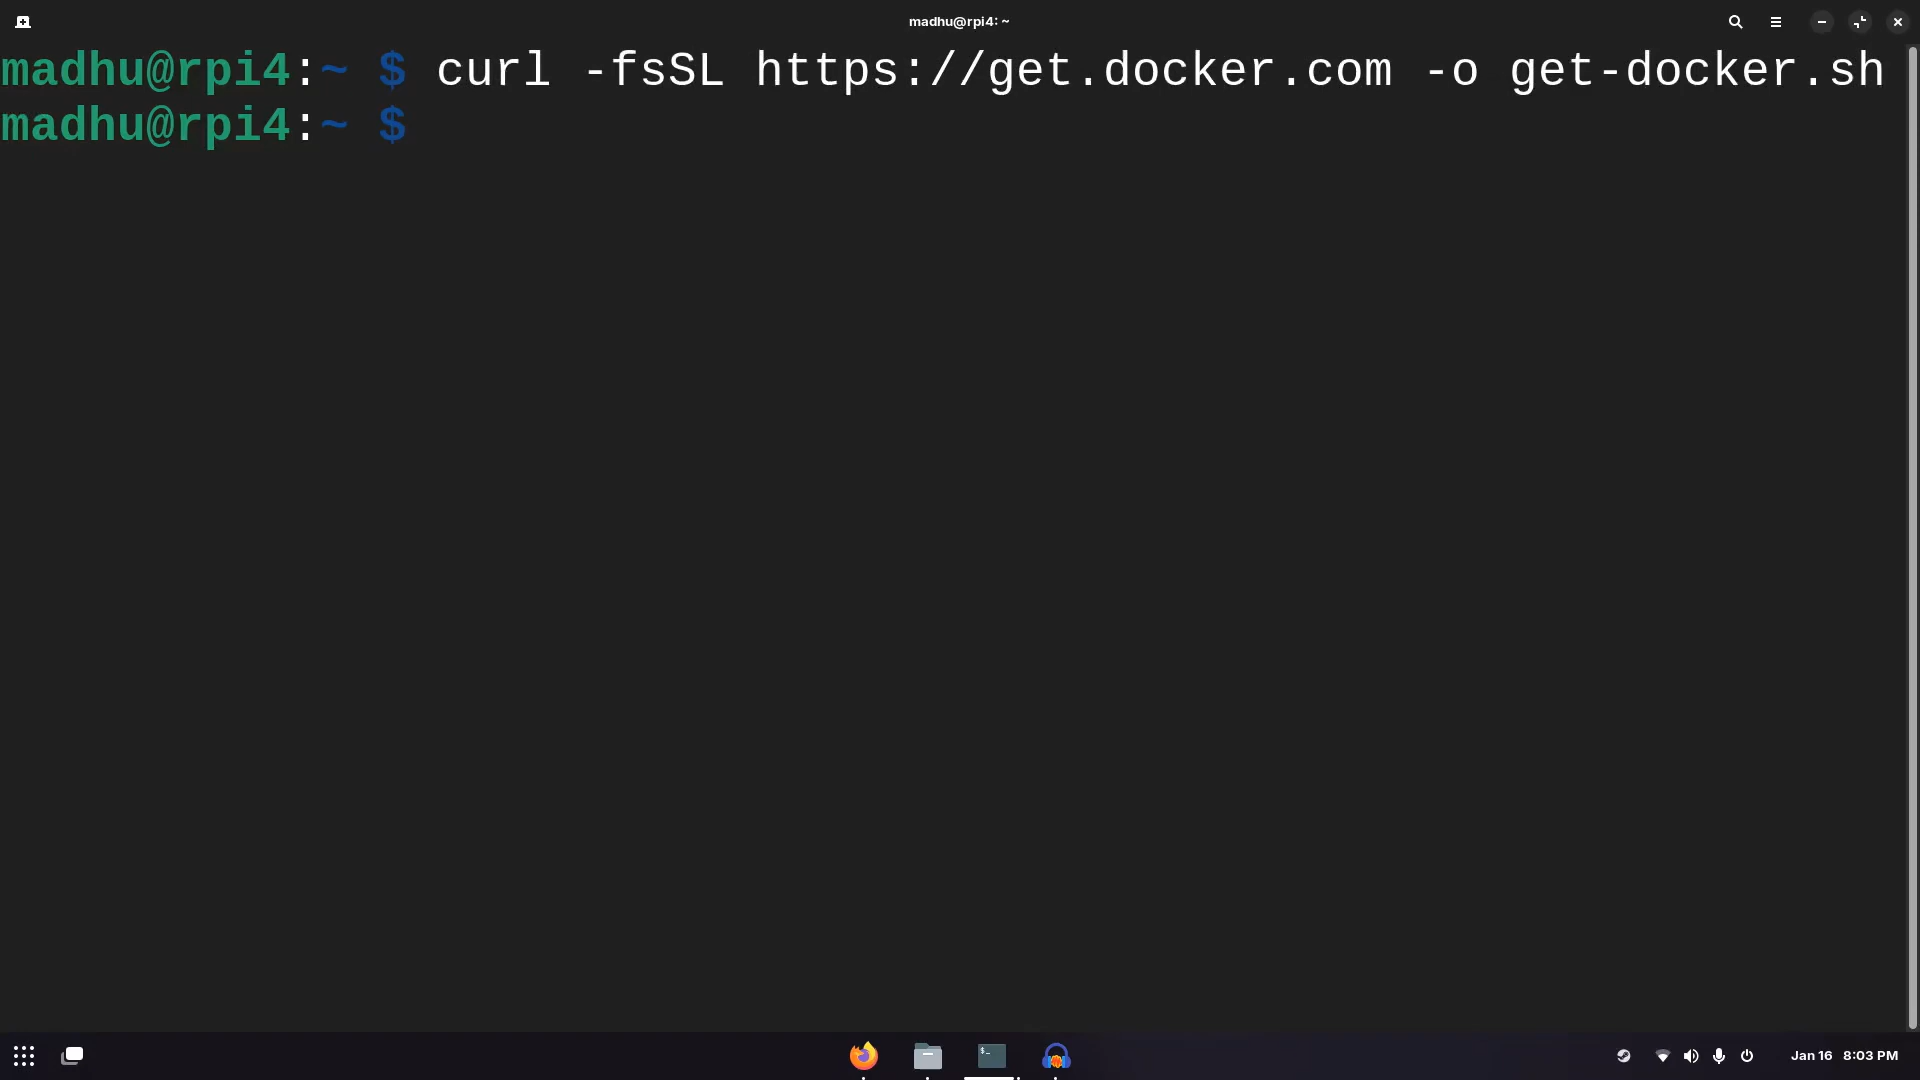 madhu@rpi4: ~
madhu@rpi4:~ $ curl -fsSL https://get.docker.com -o get-docker.sh
madhu@rpi4:~ $
$_
Jan 16 8:03 PM